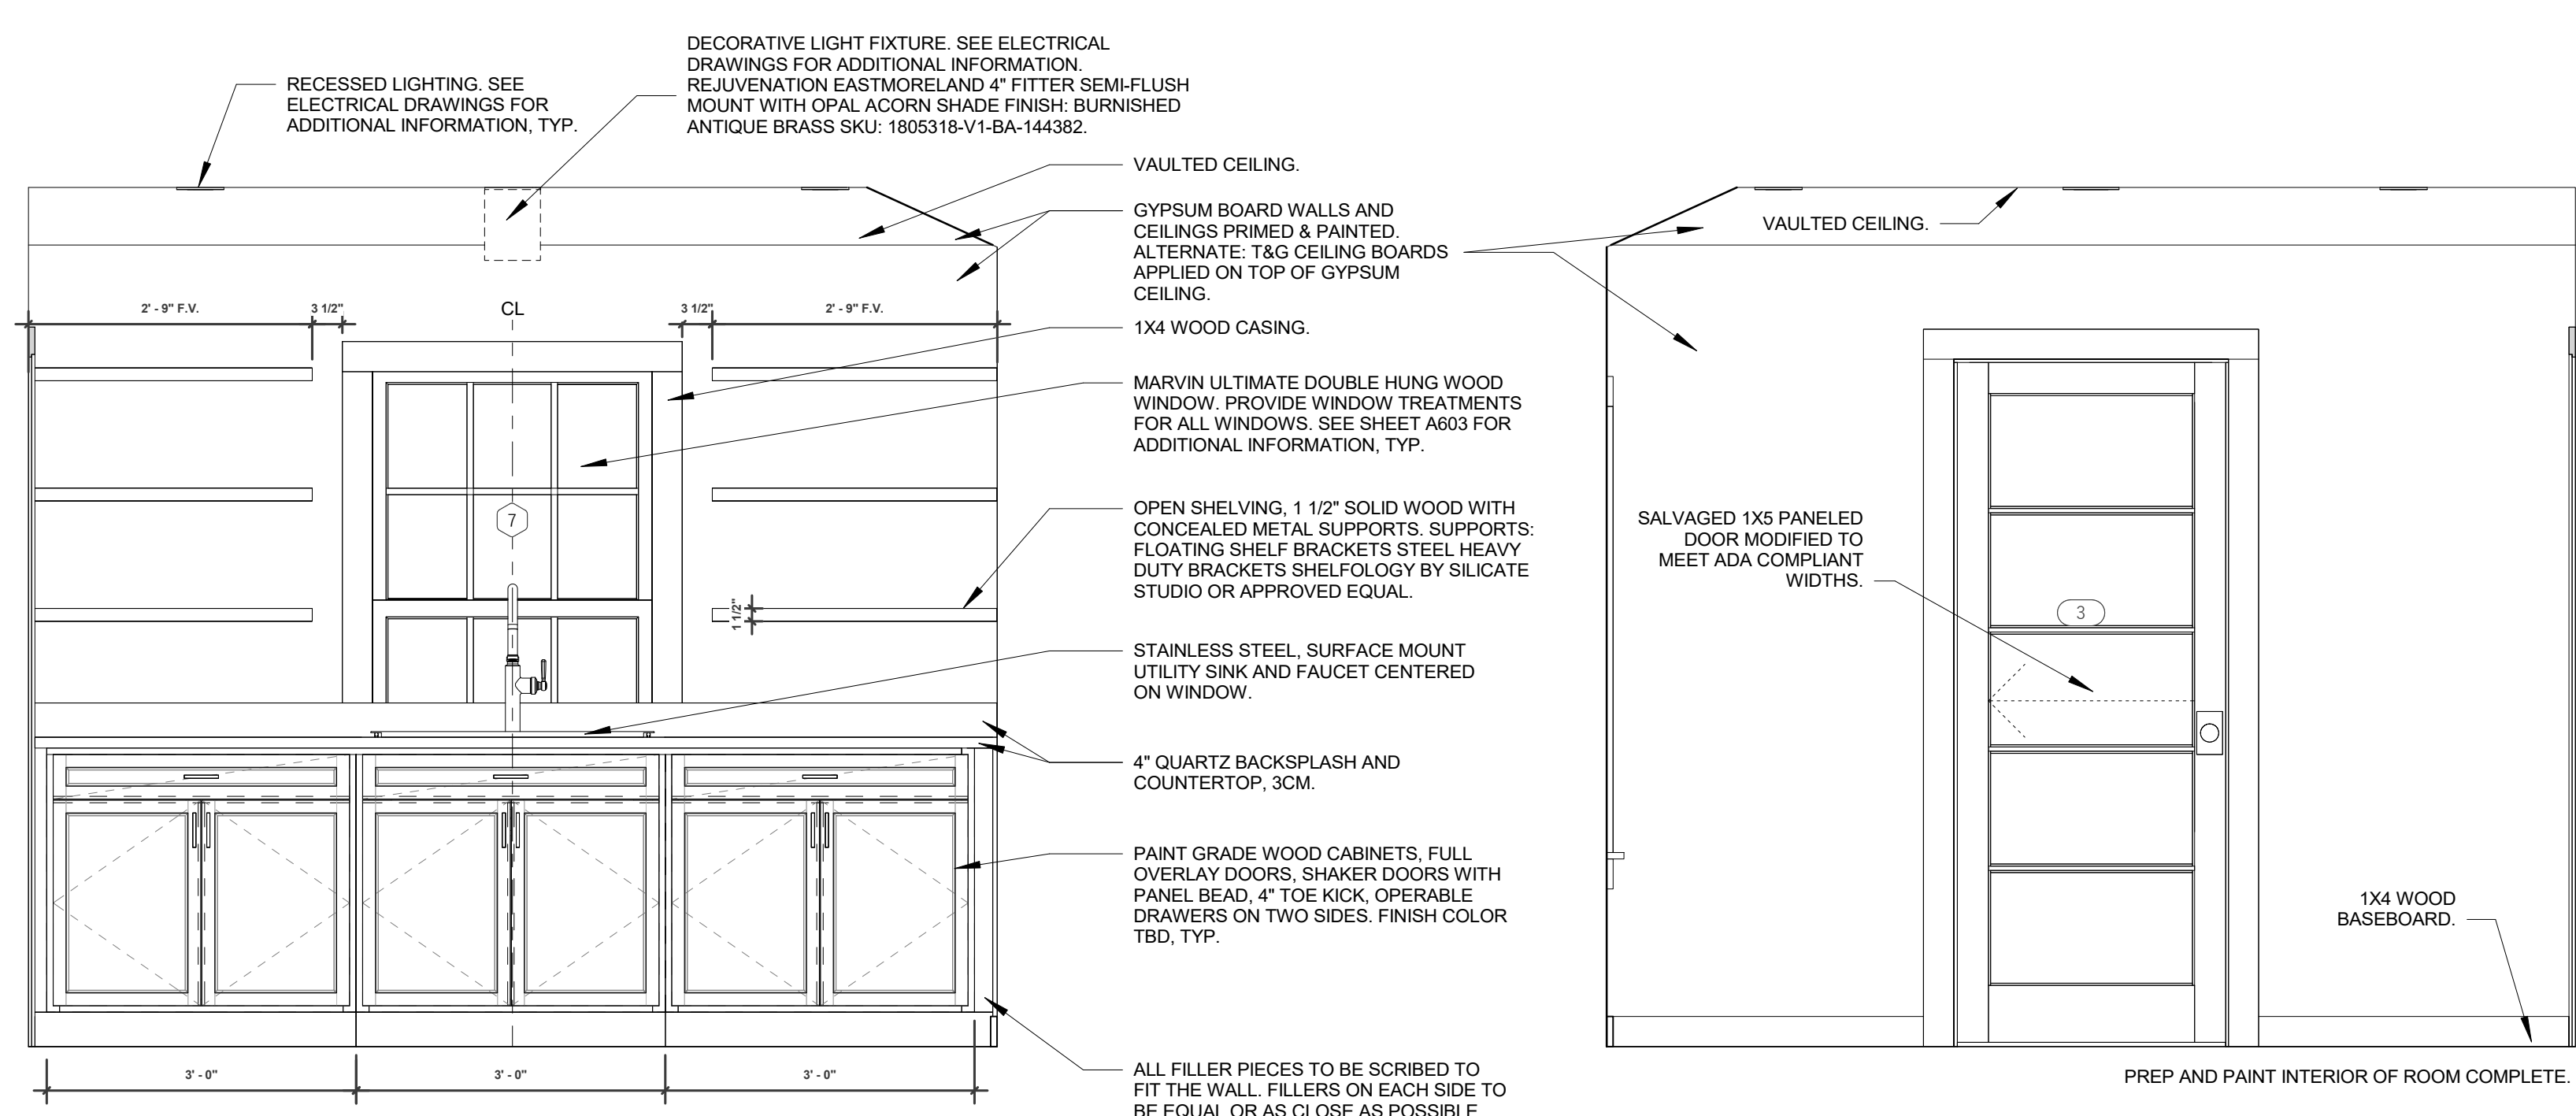 DECORATIVE LIGHT FIXTURE. SEE ELECTRICAL
DRAWINGS FOR ADDITIONAL INFORMATION.
REJUVENATION EASTMORELAND 4" FITTER SEMI-FLUSH
MOUNT WITH OPAL ACORN SHADE FINISH: BURNISHED
ANTIQUE BRASS SKU: 1805318-V1-BA-144382.
RECESSED LIGHTING. SEE
ELECTRICAL DRAWINGS FOR
ADDITIONAL INFORMATION, TYP.
VAULTED CEILING.
GYPSUM BOARD WALLS AND
CEILINGS PRIMED & PAINTED.
ALTERNATE: T&G CEILING BOARDS
APPLIED ON TOP OF GYPSUM
CEILING.
2' - 9" F.V.
3 1/2"
CL
3 1/2"
2' - 9" F.V.
1X4 WOOD CASING.
MARVIN ULTIMATE DOUBLE HUNG WOOD
WINDOW. PROVIDE WINDOW TREATMENTS
FOR ALL WINDOWS. SEE SHEET A603 FOR
ADDITIONAL INFORMATION, TYP.
7
OPEN SHELVING, 1 1/2" SOLID WOOD WITH
CONCEALED METAL SUPPORTS. SUPPORTS:
FLOATING SHELF BRACKETS STEEL HEAVY
DUTY BRACKETS SHELFOLOGY BY SILICATE
STUDIO OR APPROVED EQUAL.
1 1/2"
STAINLESS STEEL, SURFACE MOUNT
UTILITY SINK AND FAUCET CENTERED
ON WINDOW.
4" QUARTZ BACKSPLASH AND
COUNTERTOP, 3CM.
PAINT GRADE WOOD CABINETS, FULL
OVERLAY DOORS, SHAKER DOORS WITH
PANEL BEAD, 4" TOE KICK, OPERABLE
DRAWERS ON TWO SIDES. FINISH COLOR
TBD, TYP.
3' - 0"
3' - 0"
3' - 0"
ALL FILLER PIECES TO BE SCRIBED TO
FIT THE WALL. FILLERS ON EACH SIDE TO
BE EQUAL OR AS CLOSE AS POSSIBLE
VAULTED CEILING.
SALVAGED 1X5 PANELED
DOOR MODIFIED TO
MEET ADA COMPLIANT
WIDTHS.
3
1X4 WOOD
BASEBOARD.
PREP AND PAINT INTERIOR OF ROOM COMPLETE.